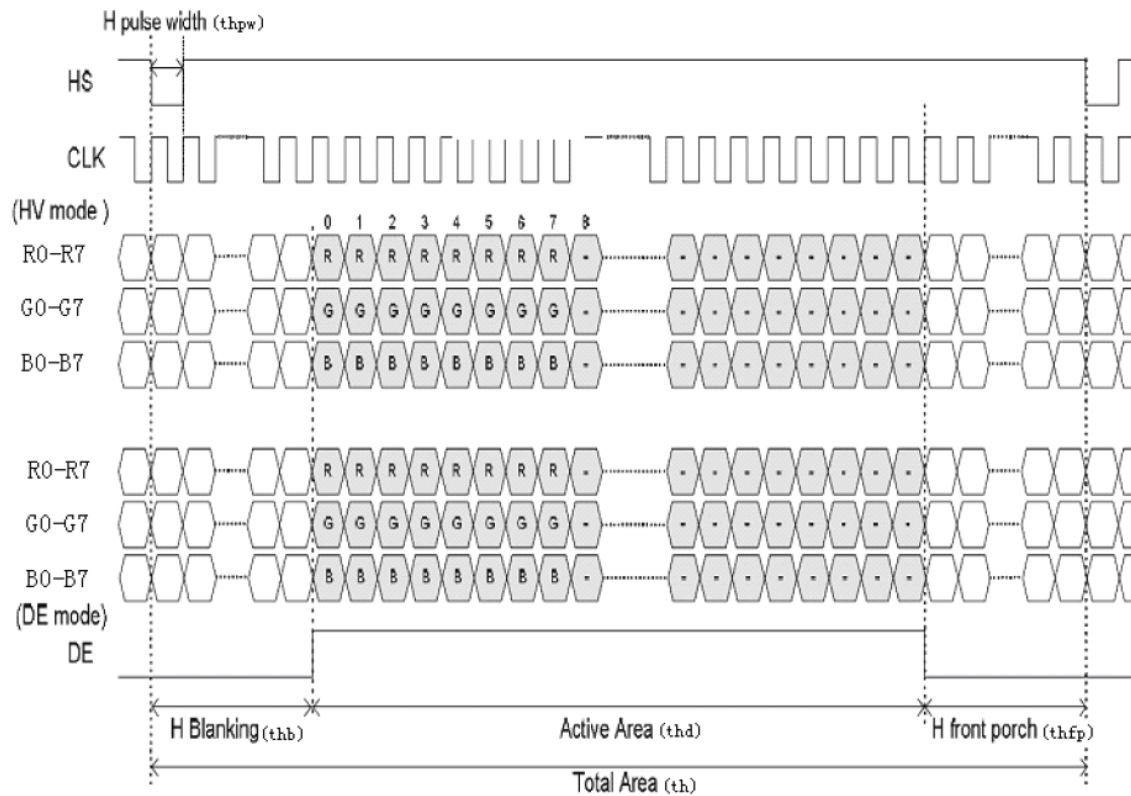 H pulse width (thpw)
HS
CLK
(HV mode )
0 1 2 3 4 5 6 7 8
R0-R7 R R R R R R R R - - - - - - - - -
G0-G7 G G G G G G G G - - - - - - - - -
B0-B7 B B B B B B B B - - - - - - - - -
R0-R7 R R R R R R R R - - - - - - - - -
G0-G7 G G G G G G G G - - - - - - - - -
B0-B7 B B B B B B B B - - - - - - - - -
(DE mode)
DE
H Blanking(thb) Active Area (thd) H front porch (thfp)
Total Area (th)